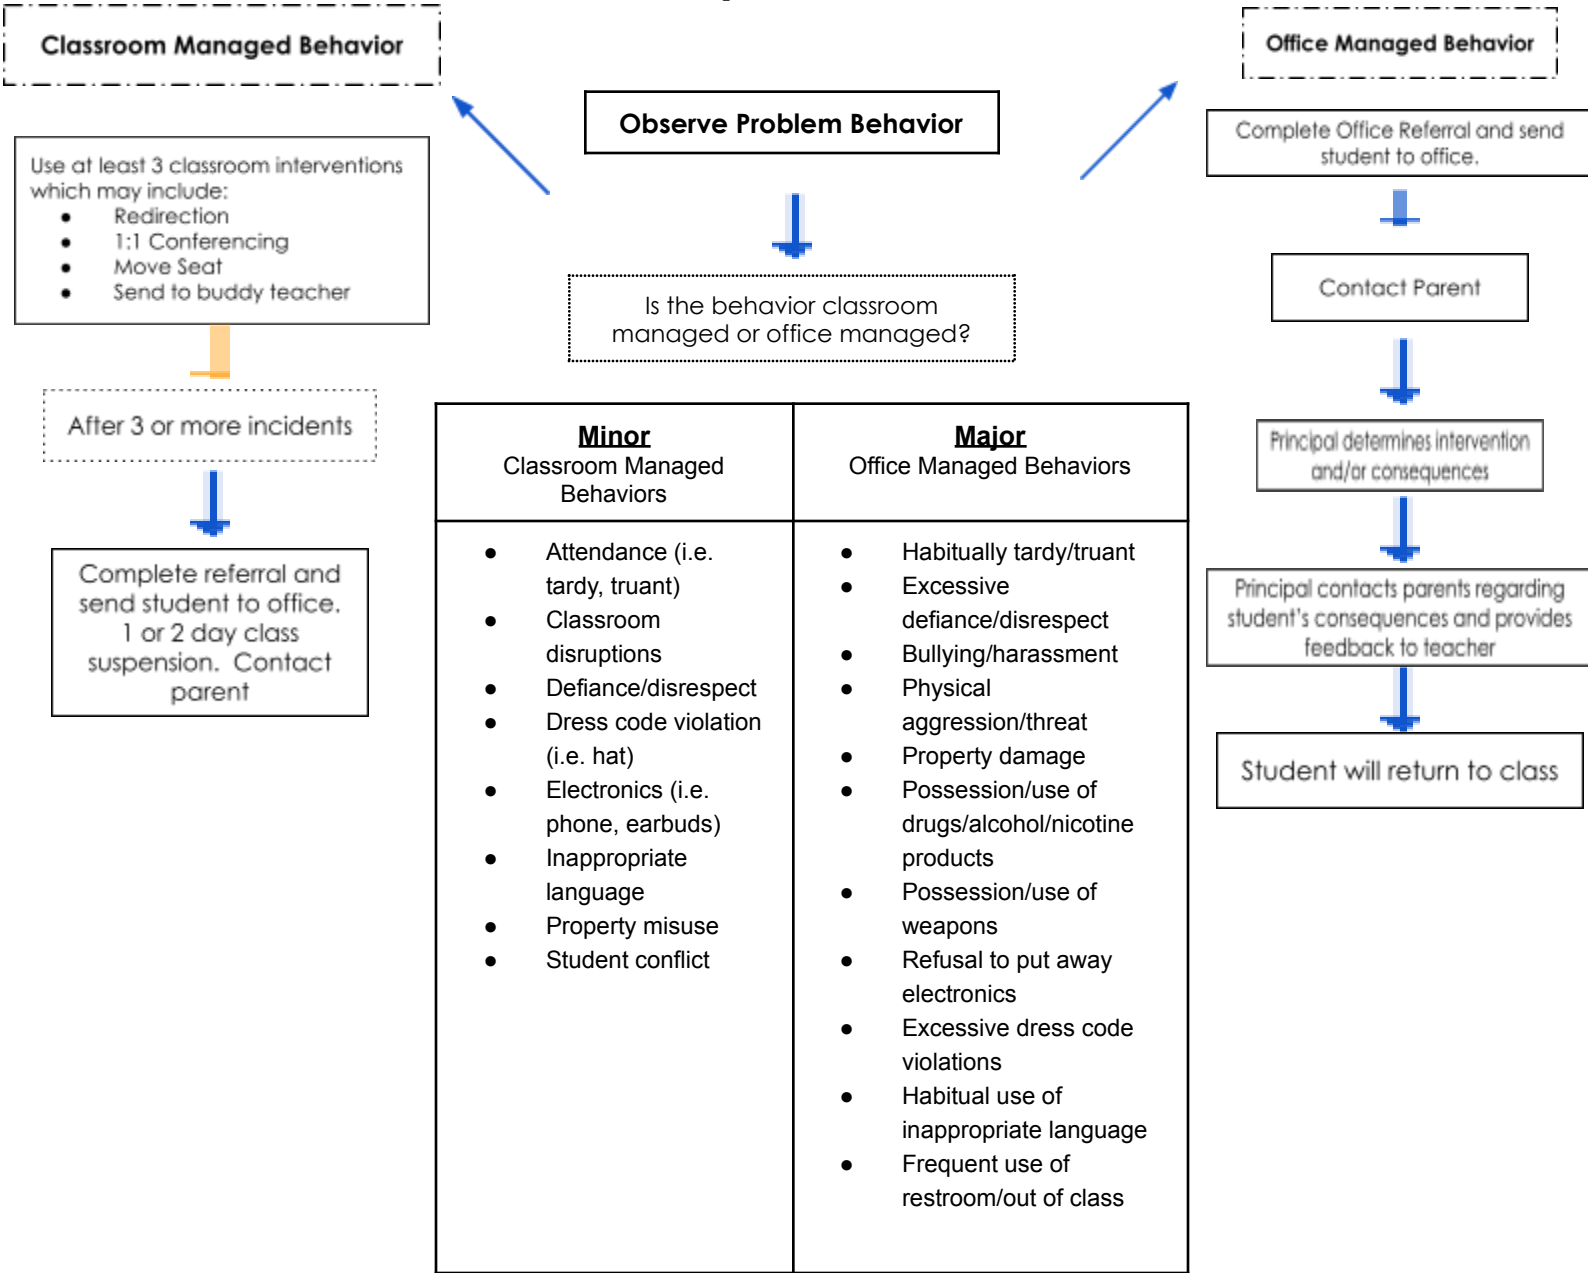 Classroom Managed Behavior
Use at least 3 classroom interventions
which may include:
● Redirection
● 1:1 Conferencing
● Move Seat
● Send to buddy teacher
After 3 or more incidents
Complete referral and
send student to office.
1 or 2 day class
suspension. Contact
parent
Observe Problem Behavior
Is the behavior classroom
managed or office managed?
Minor
Classroom Managed
Behaviors
● Attendance (i.e.
tardy, truant)
● Classroom
disruptions
● Defiance/disrespect
● Dress code violation
(i.e. hat)
● Electronics (i.e.
phone, earbuds)
● Inappropriate
language
● Property misuse
● Student conflict
Major
Office Managed Behaviors
● Habitually tardy/truant
● Excessive
defiance/disrespect
● Bullying/harassment
● Physical
aggression/threat
● Property damage
● Possession/use of
drugs/alcohol/nicotine
products
● Possession/use of
weapons
● Refusal to put away
electronics
● Excessive dress code
violations
● Habitual use of
inappropriate language
● Frequent use of
restroom/out of class
Office Managed Behavior
Complete Office Referral and send
student to office.
Contact Parent
Principal determines intervention
and/or consequences
Principal contacts parents regarding
student's consequences and provides
feedback to teacher
Student will return to class